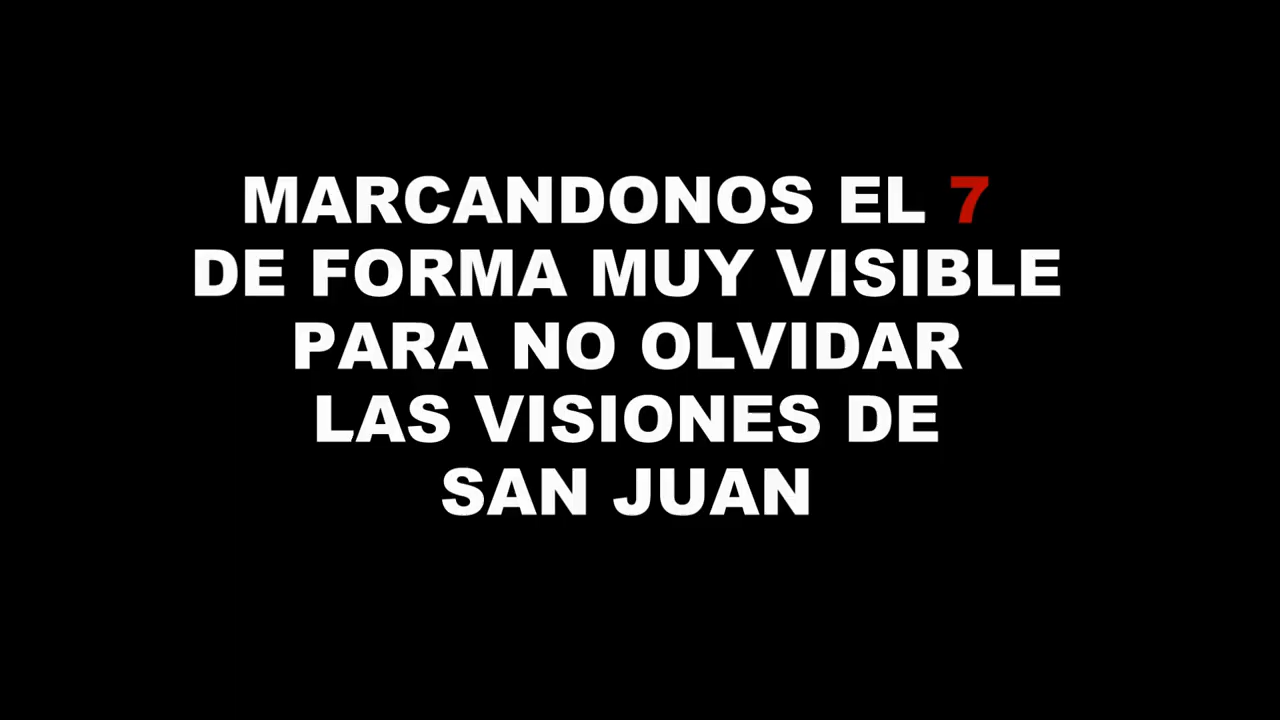 MARCANDONOS EL 7
DE FORMA MUY VISIBLE
PARA NO OLVIDAR
LAS VISIONES DE
SAN JUAN